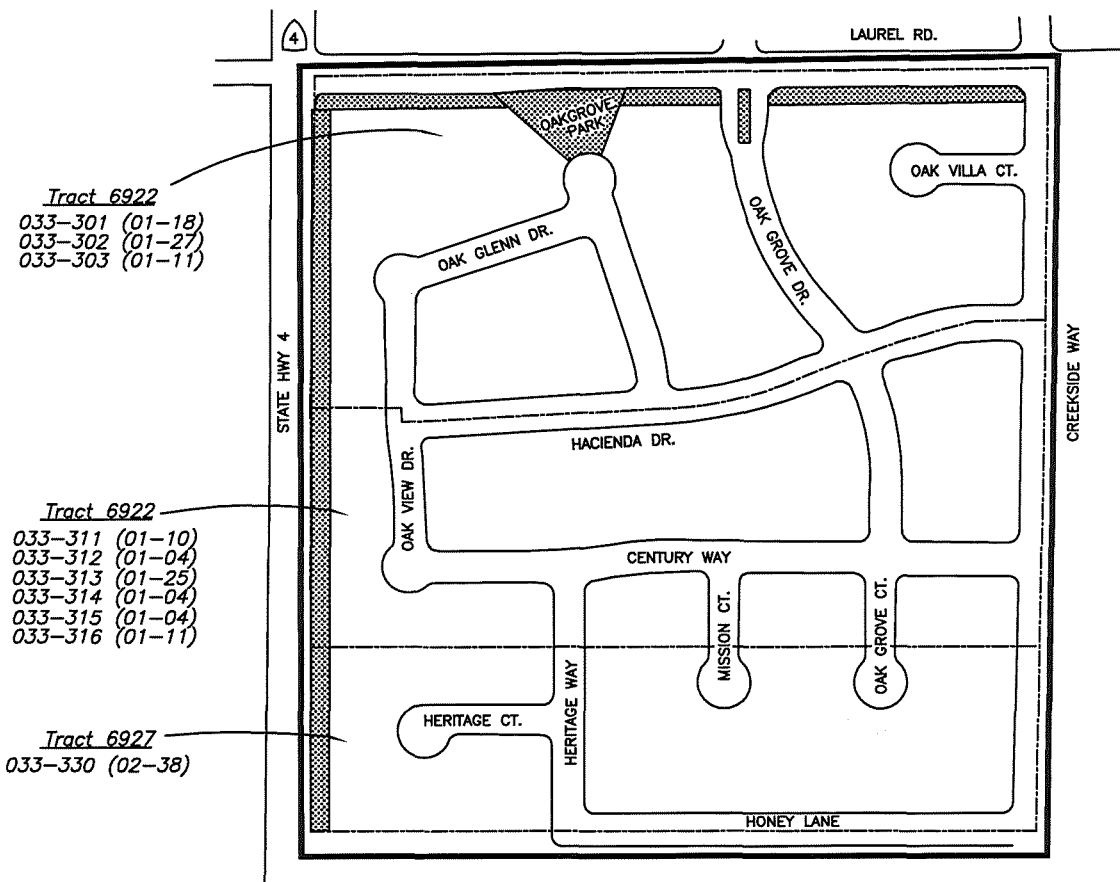 4
LAUREL RD.
OAKGROVE
PARK
OAK VILLA CT.
Tract 6922
033-301 (01-18)
033-302 (01-27)
033-303 (01-11)
OAK GROVE DR.
OAK GLENN DR.
STATE HWY 4
CREEKSIDE WAY
HACIENDA DR.
OAK VIEW DR.
Tract 6922
033-311 (01-10)
033-312 (01-04)
033-313 (01-25)
033-314 (01-04)
033-315 (01-04)
033-316 (01-11)
CENTURY WAY
MISSION CT.
OAK GROVE CT.
HERITAGE WAY
HERITAGE CT.
Tract 6927
033-330 (02-38)
HONEY LANE